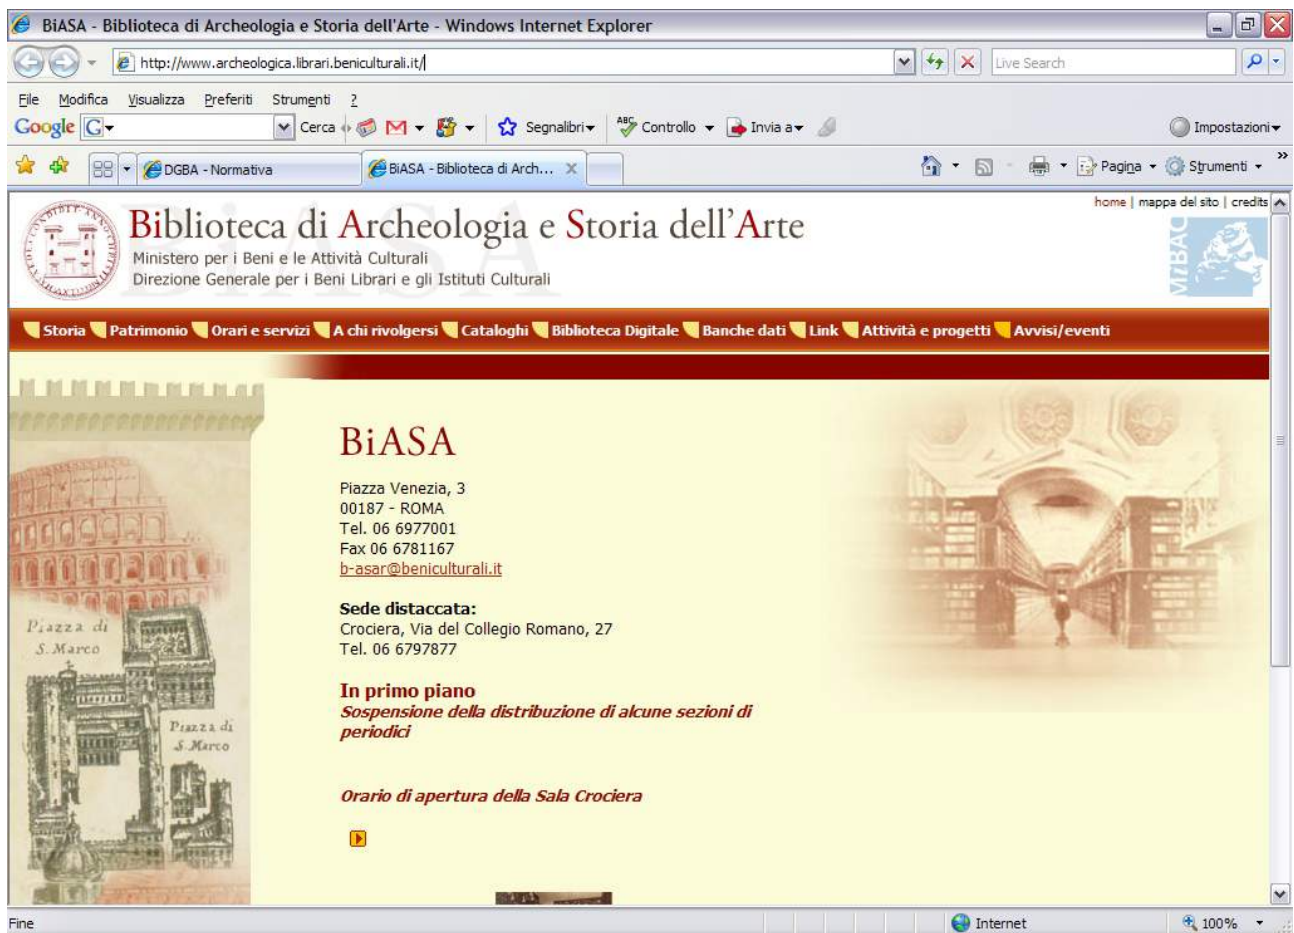 BiASA - Biblioteca di Archeologia e Storia dell'Arte - Windows Internet Explorer
http://www.archeologica.librari.beniculturali.it/
Live Search
File Modifica Visualizza Preferiti Strumenti ?
Google G Cerca Segnalibri ABC Controllo Invia a Impostazioni
DGBA - Normativa BiASA - Biblioteca di Arch... X Pagina Strumenti »
home | mappa del sito | credits
Biblioteca di Archeologia e Storia dell'Arte
BiASA
MiBAC
Ministero per i Beni e le Attività Culturali
Direzione Generale per i Beni Librari e gli Istituti Culturali
Storia Patrimonio Orari e servizi A chi rivolgersi Cataloghi Biblioteca Digitale Banche dati Link Attività e progetti Avvisi/eventi
BiASA
Piazza Venezia, 3
00187 - ROMA
Tel. 06 6977001
Fax 06 6781167
b-asar@beniculturali.it
Sede distaccata:
Crociera, Via del Collegio Romano, 27
Tel. 06 6797877
Piazza di
S. Marco
In primo piano
Sospensione della distribuzione di alcune sezioni di
periodici
Piazza di
S. Marco
Orario di apertura della Sala Crociera
Fine Internet 100%